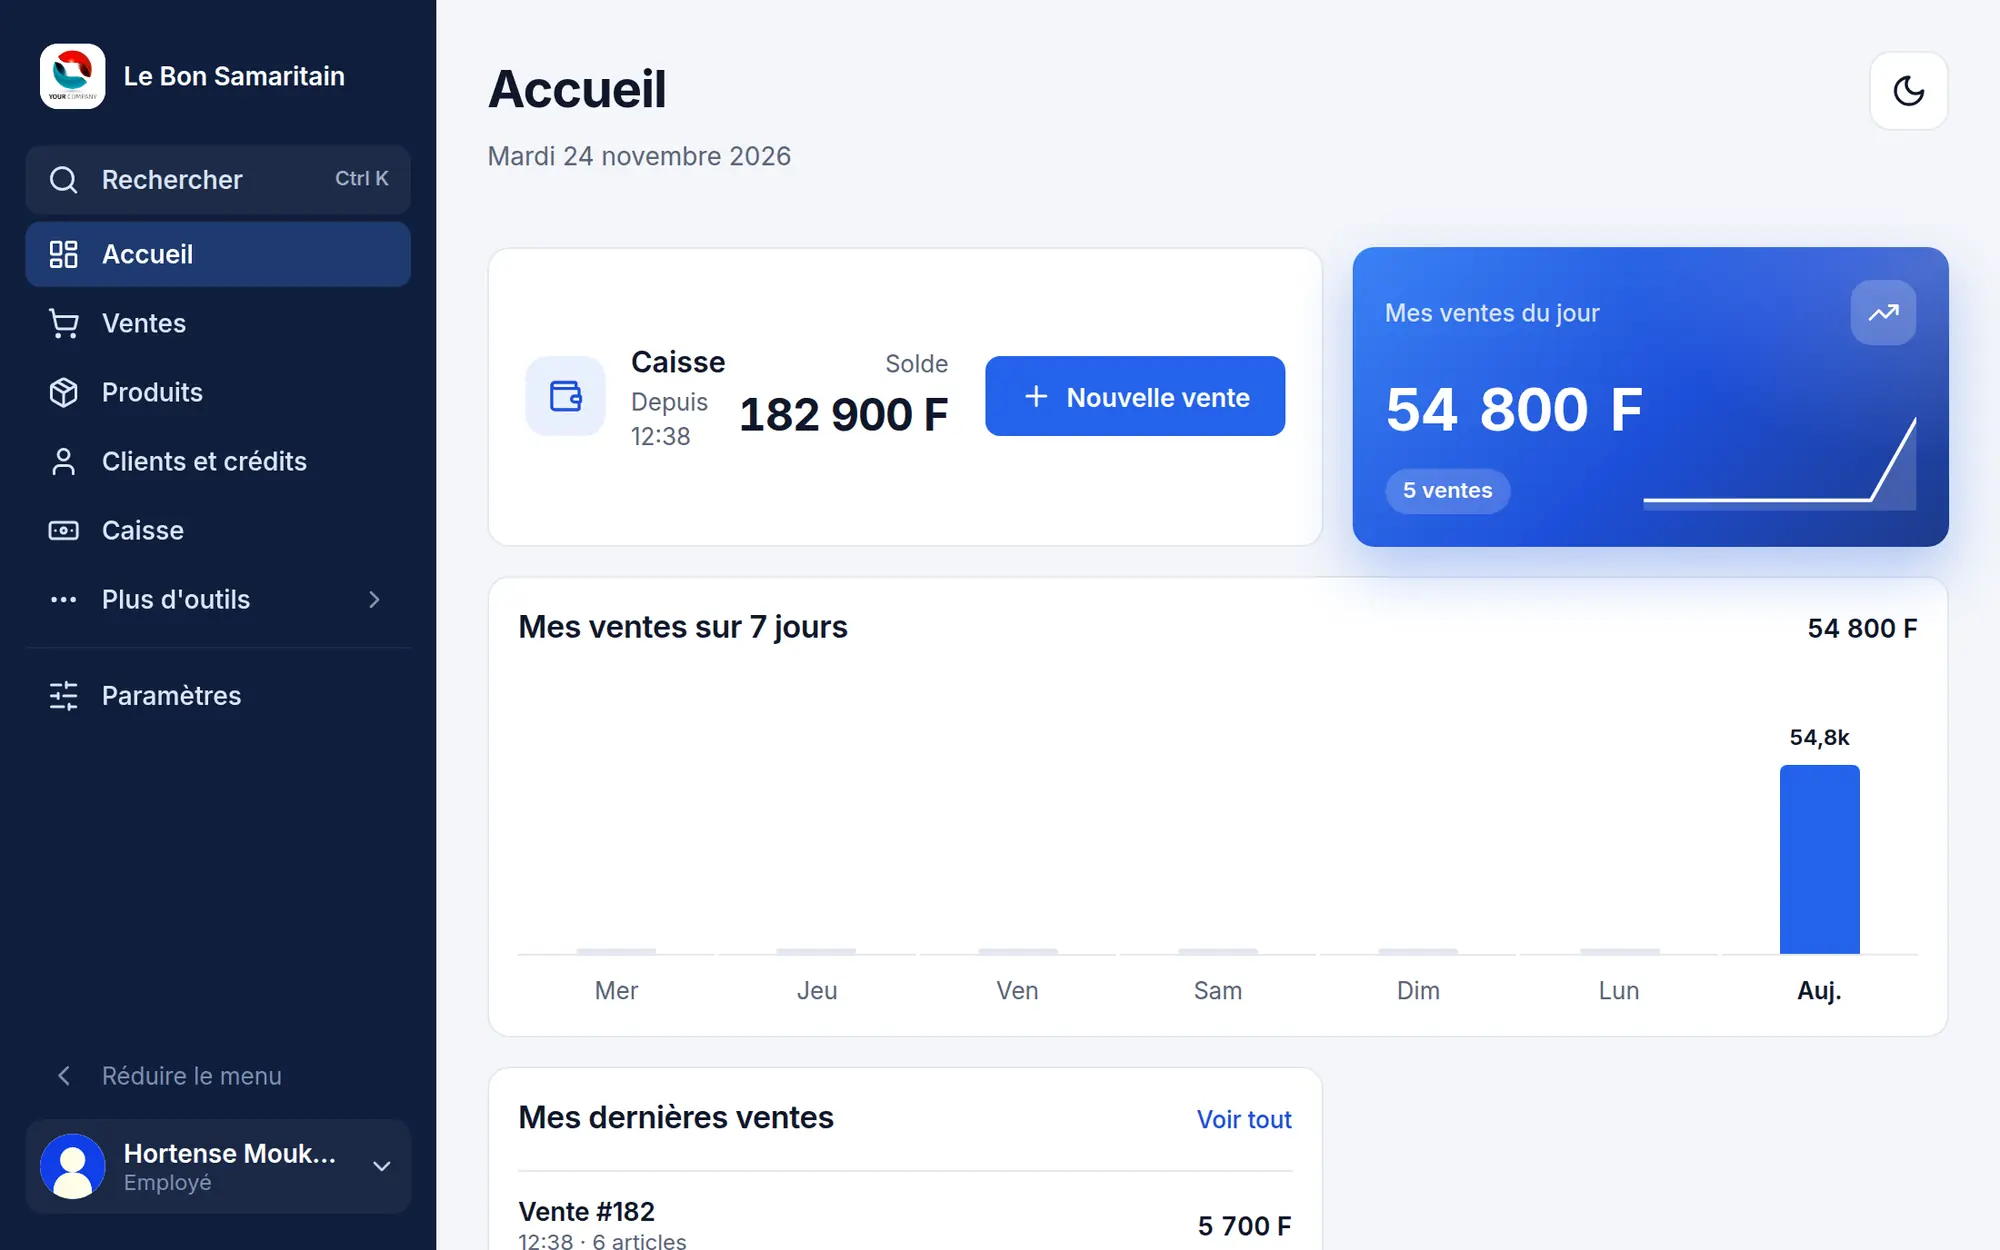 YOUR COMPANY
Le Bon Samaritain
Rechercher Ctrl K
Accueil
Ventes
Produits
Clients et crédits
Caisse
Plus d'outils
Paramètres
Réduire le menu
Hortense Mouk...
Employé
Accueil
Mardi 24 novembre 2026
Caisse
Depuis
12:38
Solde
182 900 F
Nouvelle vente
Mes ventes du jour
54 800 F
5 ventes
Mes ventes sur 7 jours
54 800 F
54,8k
Mer Jeu Ven Sam Dim Lun Auj.
Mes dernières ventes
Voir tout
Vente #182
12:38 · 6 articles
5 700 F